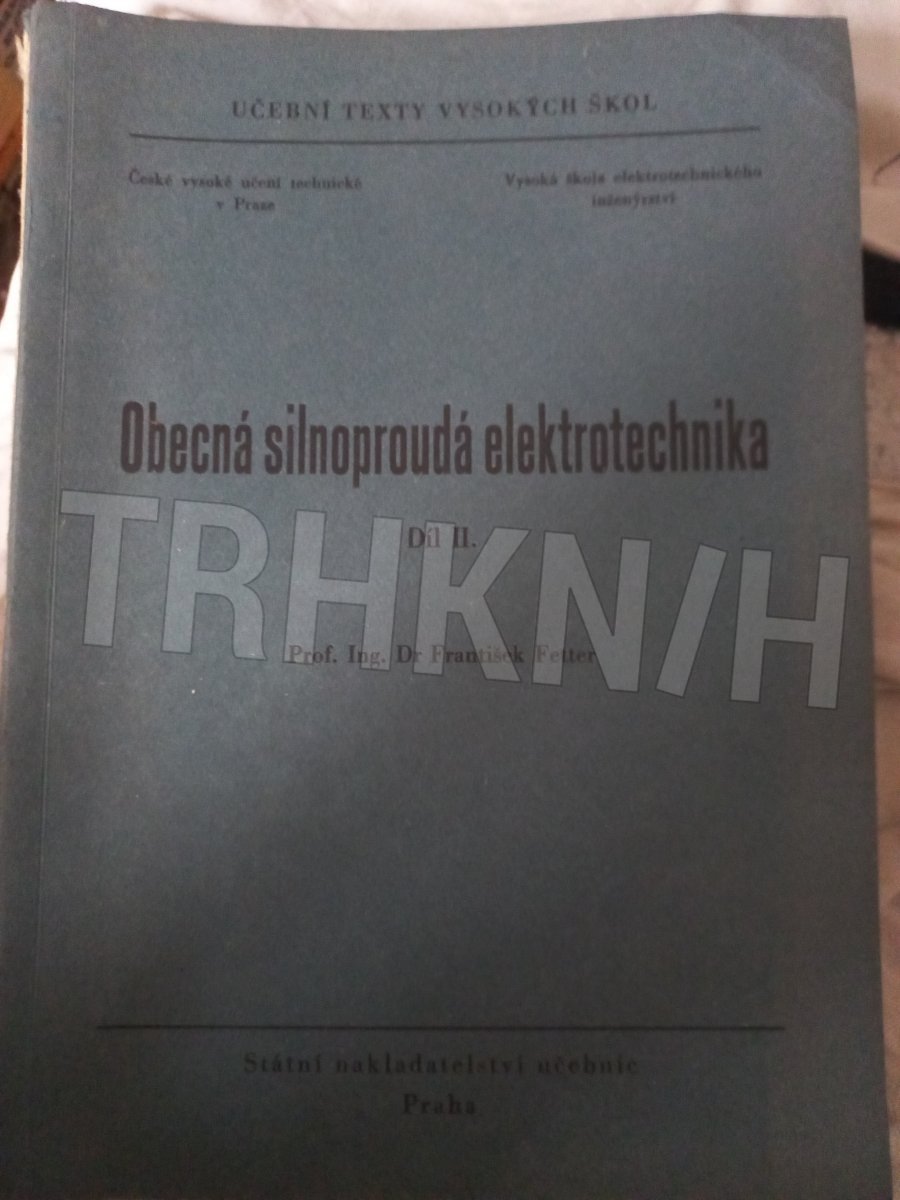 UČEBNÍ TEXTY VYSOKÝCH ŠKOL
České vysoké učení technické
v Praze
Vysoká škola elektrotechnického
inženýrství
Obecná silnoproudá elektrotechnika
Díl II.
TRHKN/H
Prof. Ing. Dr František Fetter
Státní nakladatelství učebnic
Praha